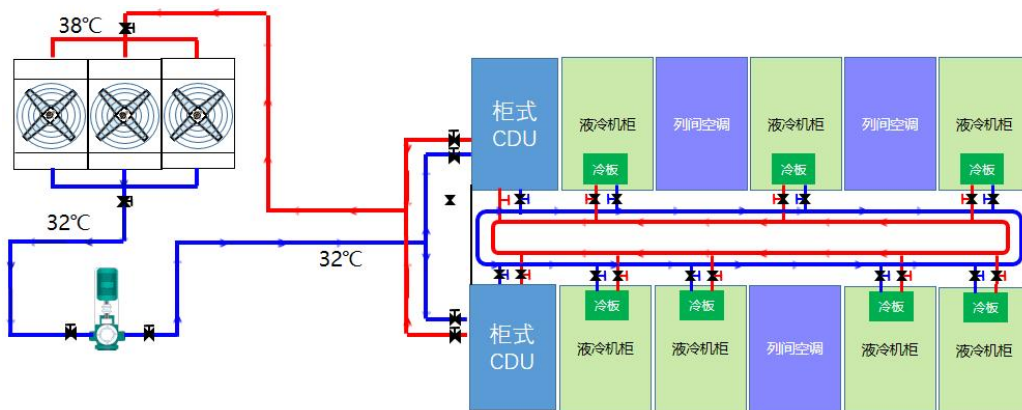 38℃
32℃
32℃
柜式
CDU
液冷机柜
冷板
列间空调
液冷机柜
冷板
列间空调
液冷机柜
冷板
柜式
CDU
冷板
液冷机柜
冷板
液冷机柜
列间空调
冷板
液冷机柜
冷板
液冷机柜